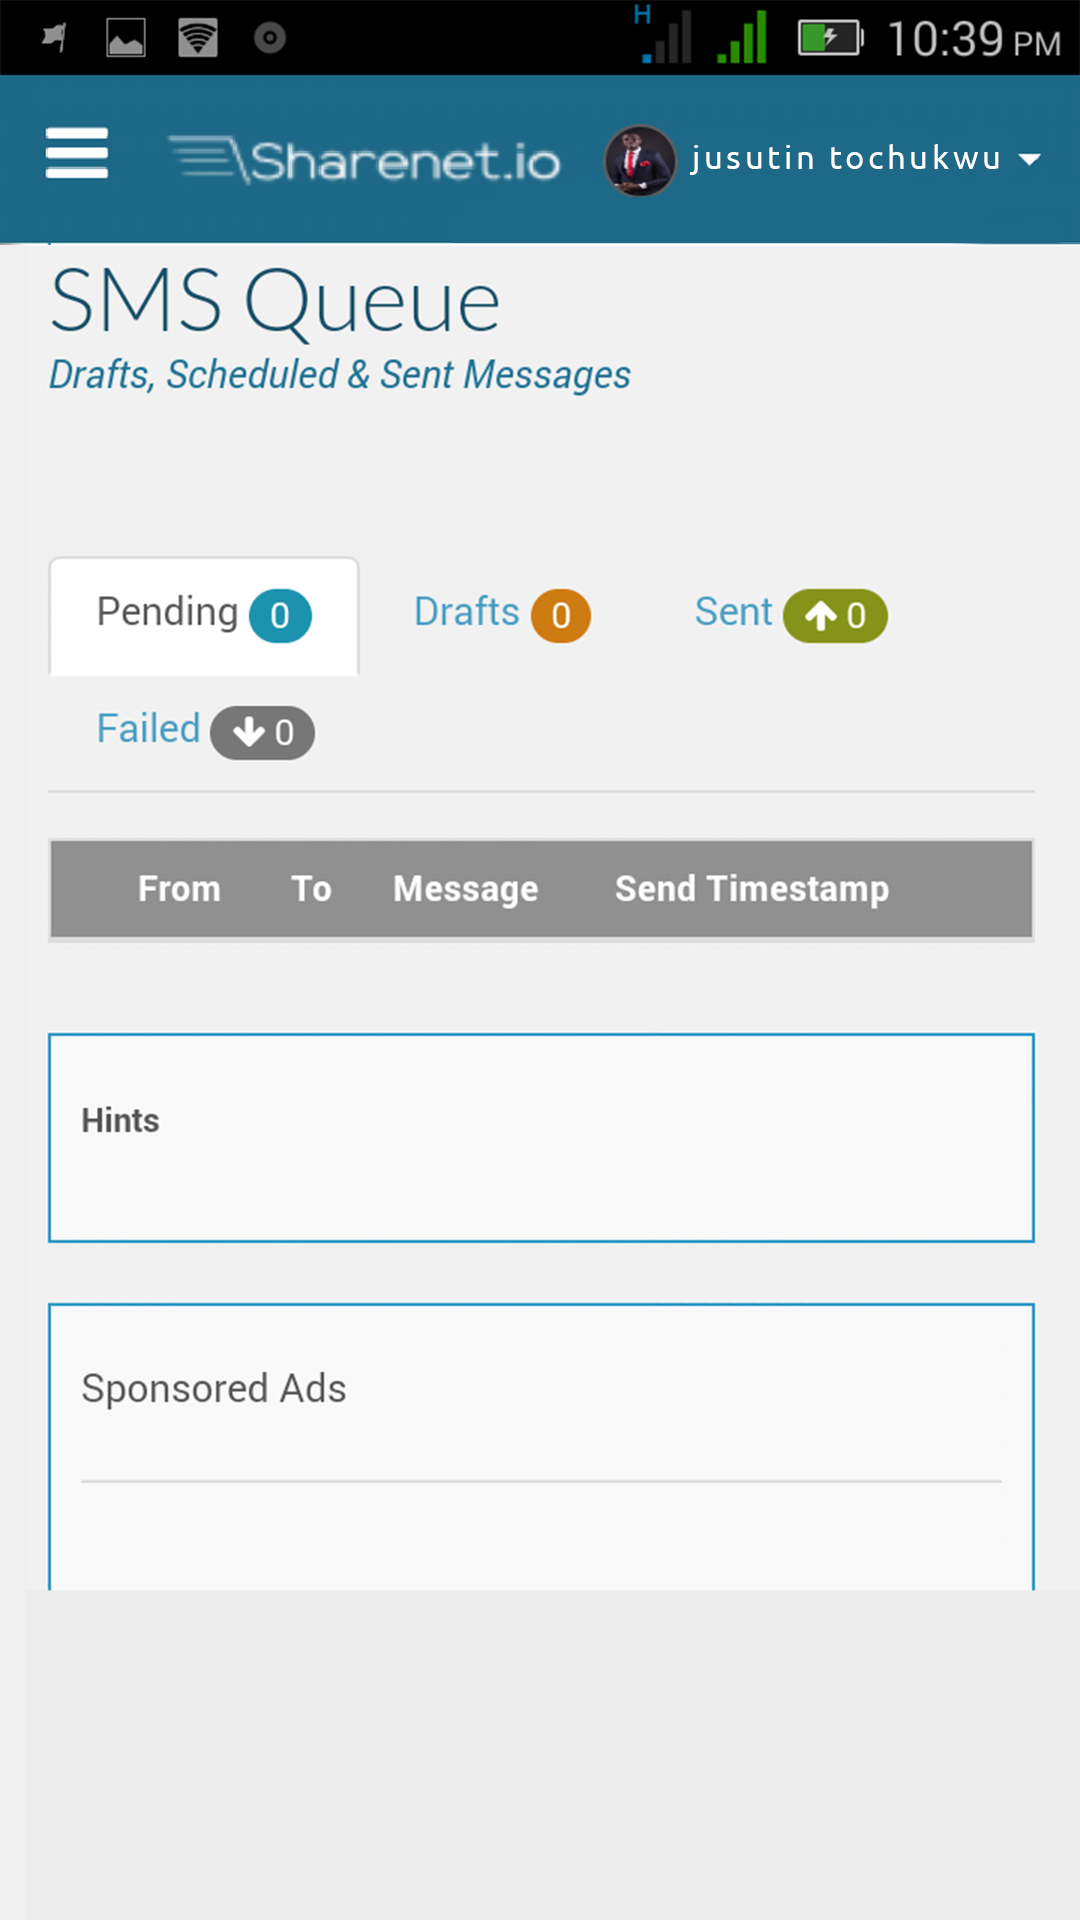 H
10:39 PM
Sharenet.io
jusutin tochukwu
SMS Queue
Drafts, Scheduled & Sent Messages
Pending 0
Drafts 0
Sent 0
Failed 0
From To Message Send Timestamp
Hints
Sponsored Ads